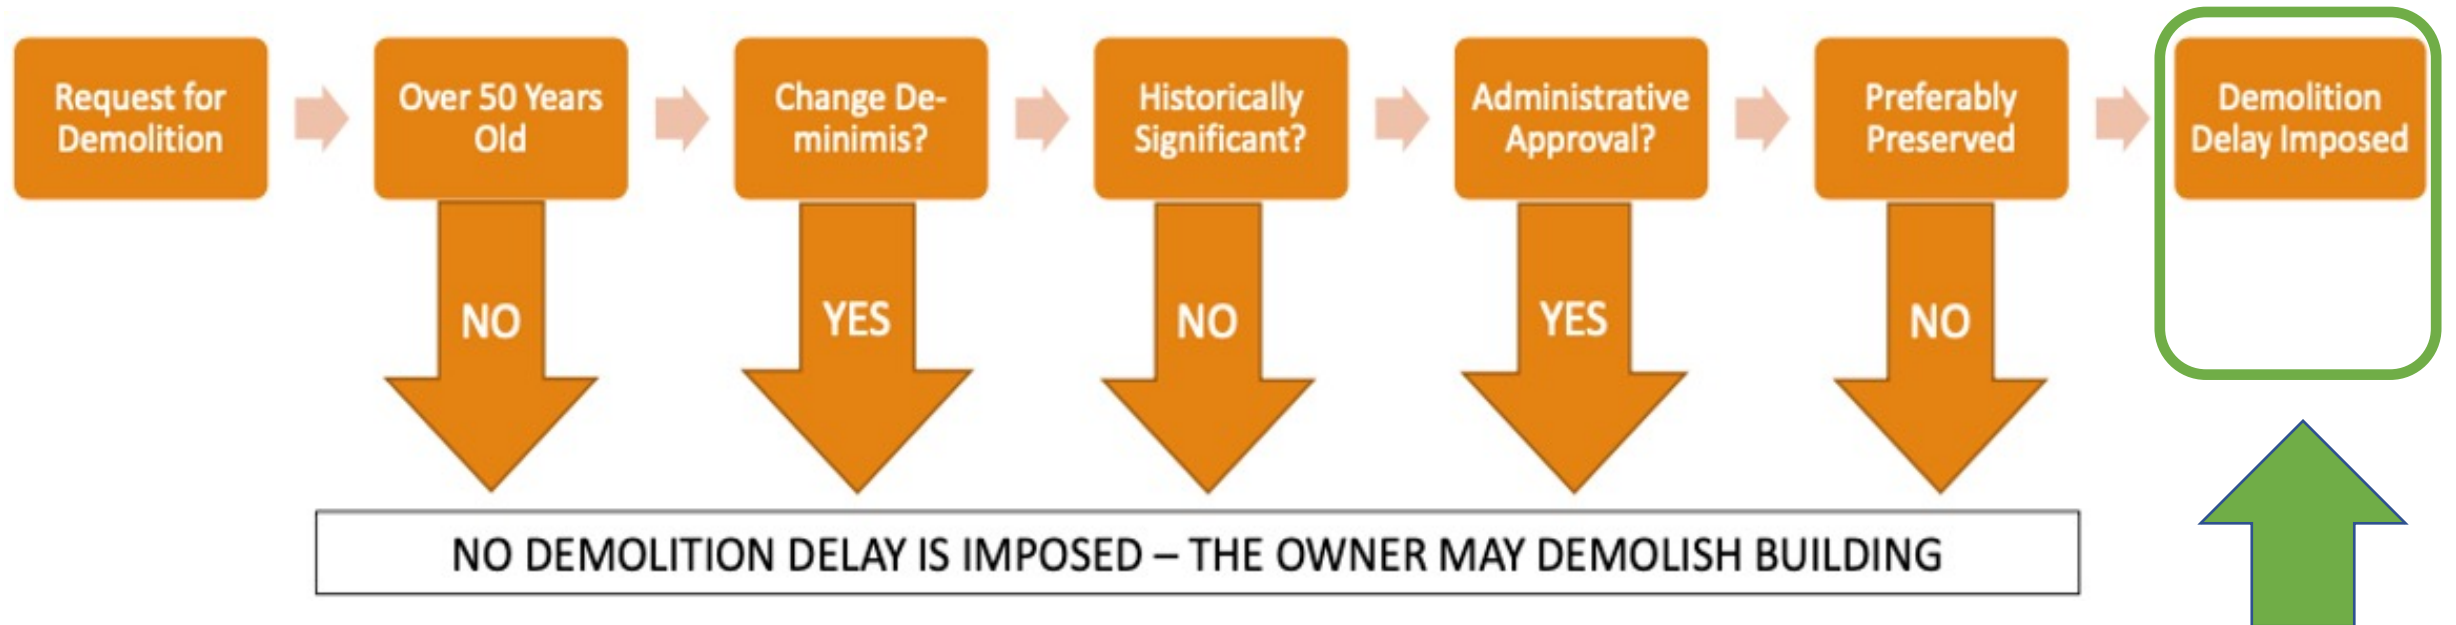 Request for
Demolition
Over 50 Years
Old
Change De-
minimis?
Historically
Significant?
Administrative
Approval?
Preferably
Preserved
Demolition
Delay Imposed
NO
YES
NO
YES
NO
NO DEMOLITION DELAY IS IMPOSED – THE OWNER MAY DEMOLISH BUILDING